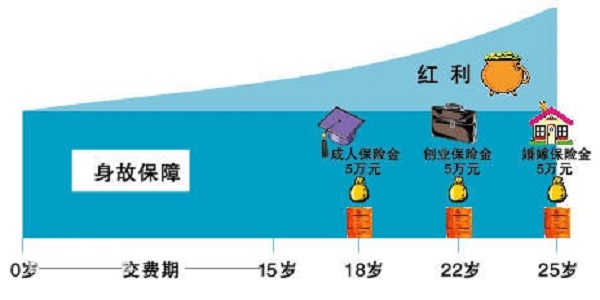 红利
成人保险金
5万元
创业保险金
5万元
婚嫁保险金
5万元
身故保障
0岁 交费期 15岁 18岁 22岁 25岁